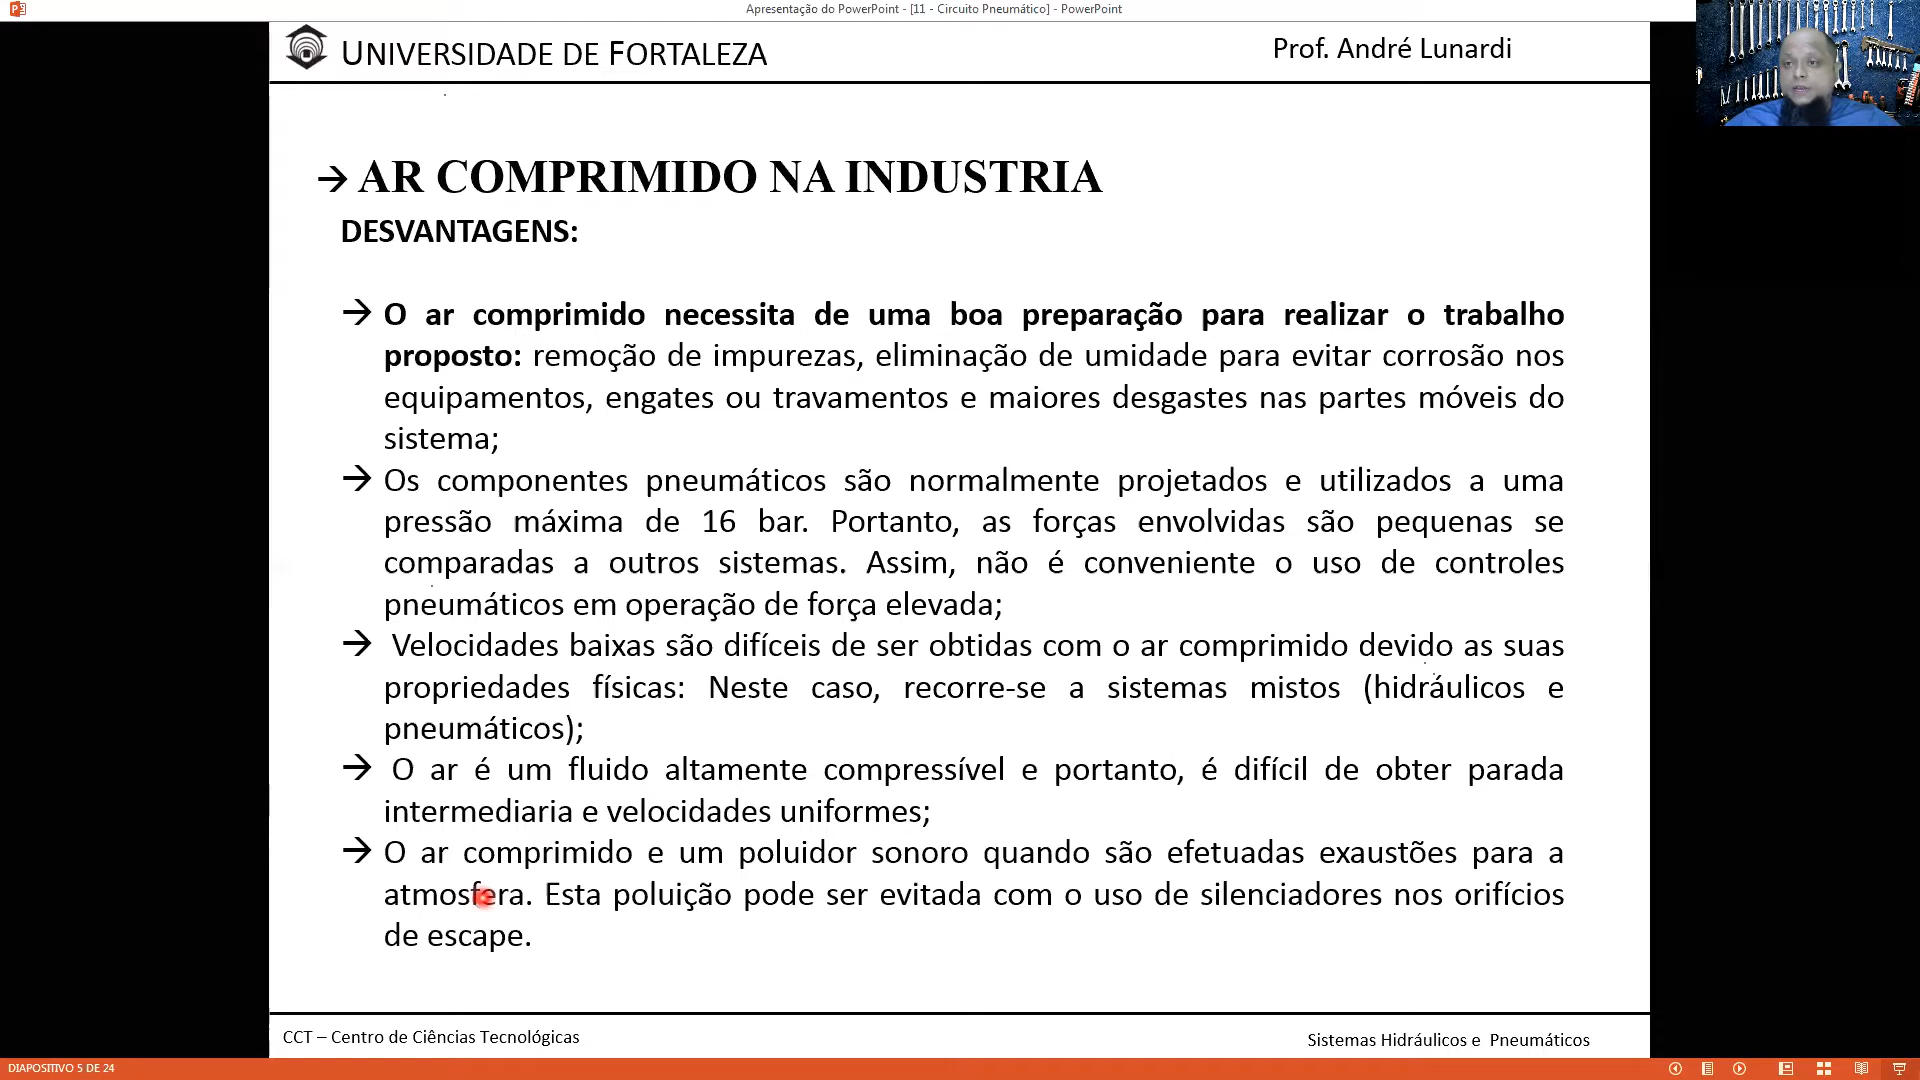 Apresentação do PowerPoint - [11 - Circuito Pneumático] - PowerPoint
UNIVERSIDADE DE FORTALEZA
Prof. André Lunardi
→ AR COMPRIMIDO NA INDUSTRIA
DESVANTAGENS:
→ O ar comprimido necessita de uma boa preparação para realizar o trabalho
proposto: remoção de impurezas, eliminação de umidade para evitar corrosão nos
equipamentos, engates ou travamentos e maiores desgastes nas partes móveis do
sistema;
→ Os componentes pneumáticos são normalmente projetados e utilizados a uma
pressão máxima de 16 bar. Portanto, as forças envolvidas são pequenas se
comparadas a outros sistemas. Assim, não é conveniente o uso de controles
pneumáticos em operação de força elevada;
→ Velocidades baixas são difíceis de ser obtidas com o ar comprimido devido as suas
propriedades físicas: Neste caso, recorre-se a sistemas mistos (hidráulicos e
pneumáticos);
→ O ar é um fluido altamente compressível e portanto, é difícil de obter parada
intermediaria e velocidades uniformes;
→ O ar comprimido e um poluidor sonoro quando são efetuadas exaustões para a
atmosfera. Esta poluição pode ser evitada com o uso de silenciadores nos orifícios
de escape.
CCT – Centro de Ciências Tecnológicas
Sistemas Hidráulicos e Pneumáticos
DIAPOSITIVO 5 DE 24